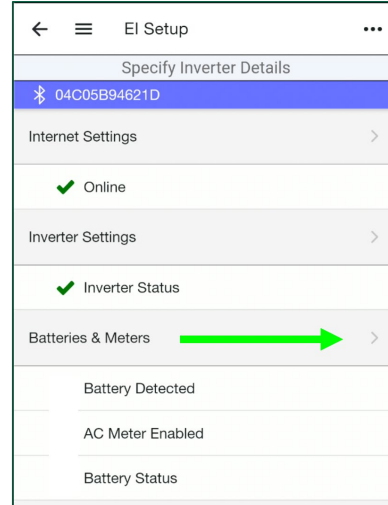 EI Setup
Specify Inverter Details
04C05B94621D
Internet Settings
Online
Inverter Settings
Inverter Status
Batteries & Meters
Battery Detected
AC Meter Enabled
Battery Status